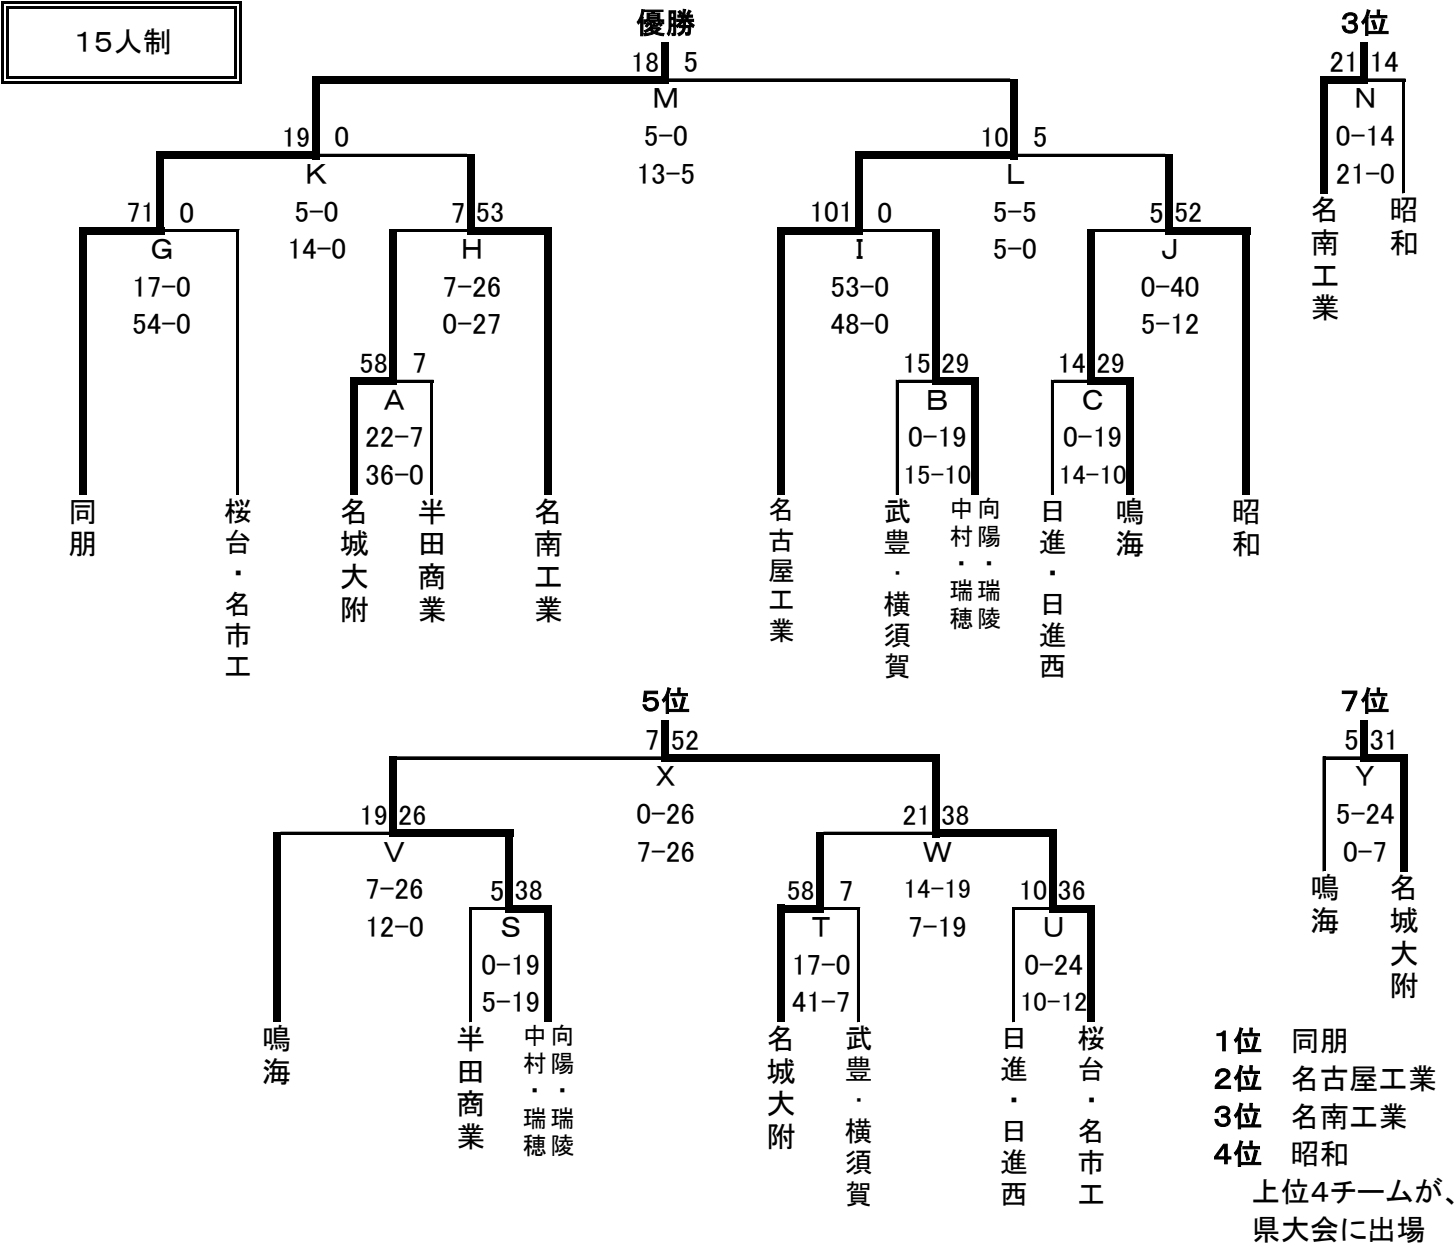 15人制
優勝
3位
18 5
21 14
M
N
5-0
0-14
13-5
21-0
名南工業
昭和
19 0
10 5
K
L
5-0
5-5
14-0
5-0
71 0
7 53
101 0
5 52
G
H
I
J
17-0
7-26
53-0
0-40
54-0
0-27
48-0
5-12
58 7
15 29
14 29
A
B
C
22-7
0-19
0-19
36-0
15-10
14-10
同朋
桜台・名市工
名城大附
半田商業
名南工業
名古屋工業
武豊・横須賀
向陽・瑞陵
中村・瑞穂
日進・日進西
鳴海
昭和
5位
7位
7 52
5 31
X
Y
0-26
5-24
7-26
0-7
鳴海
名城大附
19 26
21 38
V
W
7-26
14-19
12-0
7-19
5 38
58 7
10 36
S
T
U
0-19
17-0
0-24
5-19
41-7
10-12
鳴海
半田商業
向陽・瑞陵
中村・瑞穂
名城大附
武豊・横須賀
日進・日進西
桜台・名市工
1位 同朋
2位 名古屋工業
3位 名南工業
4位 昭和
上位4チームが、
県大会に出場